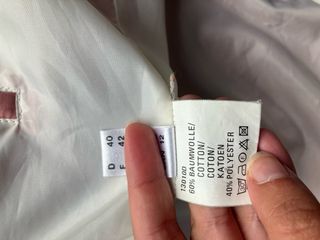 D 40
F 42
12
60% BAUMWOLLE/
COTTON/
COTON/
KATOEN
40% POLYESTER